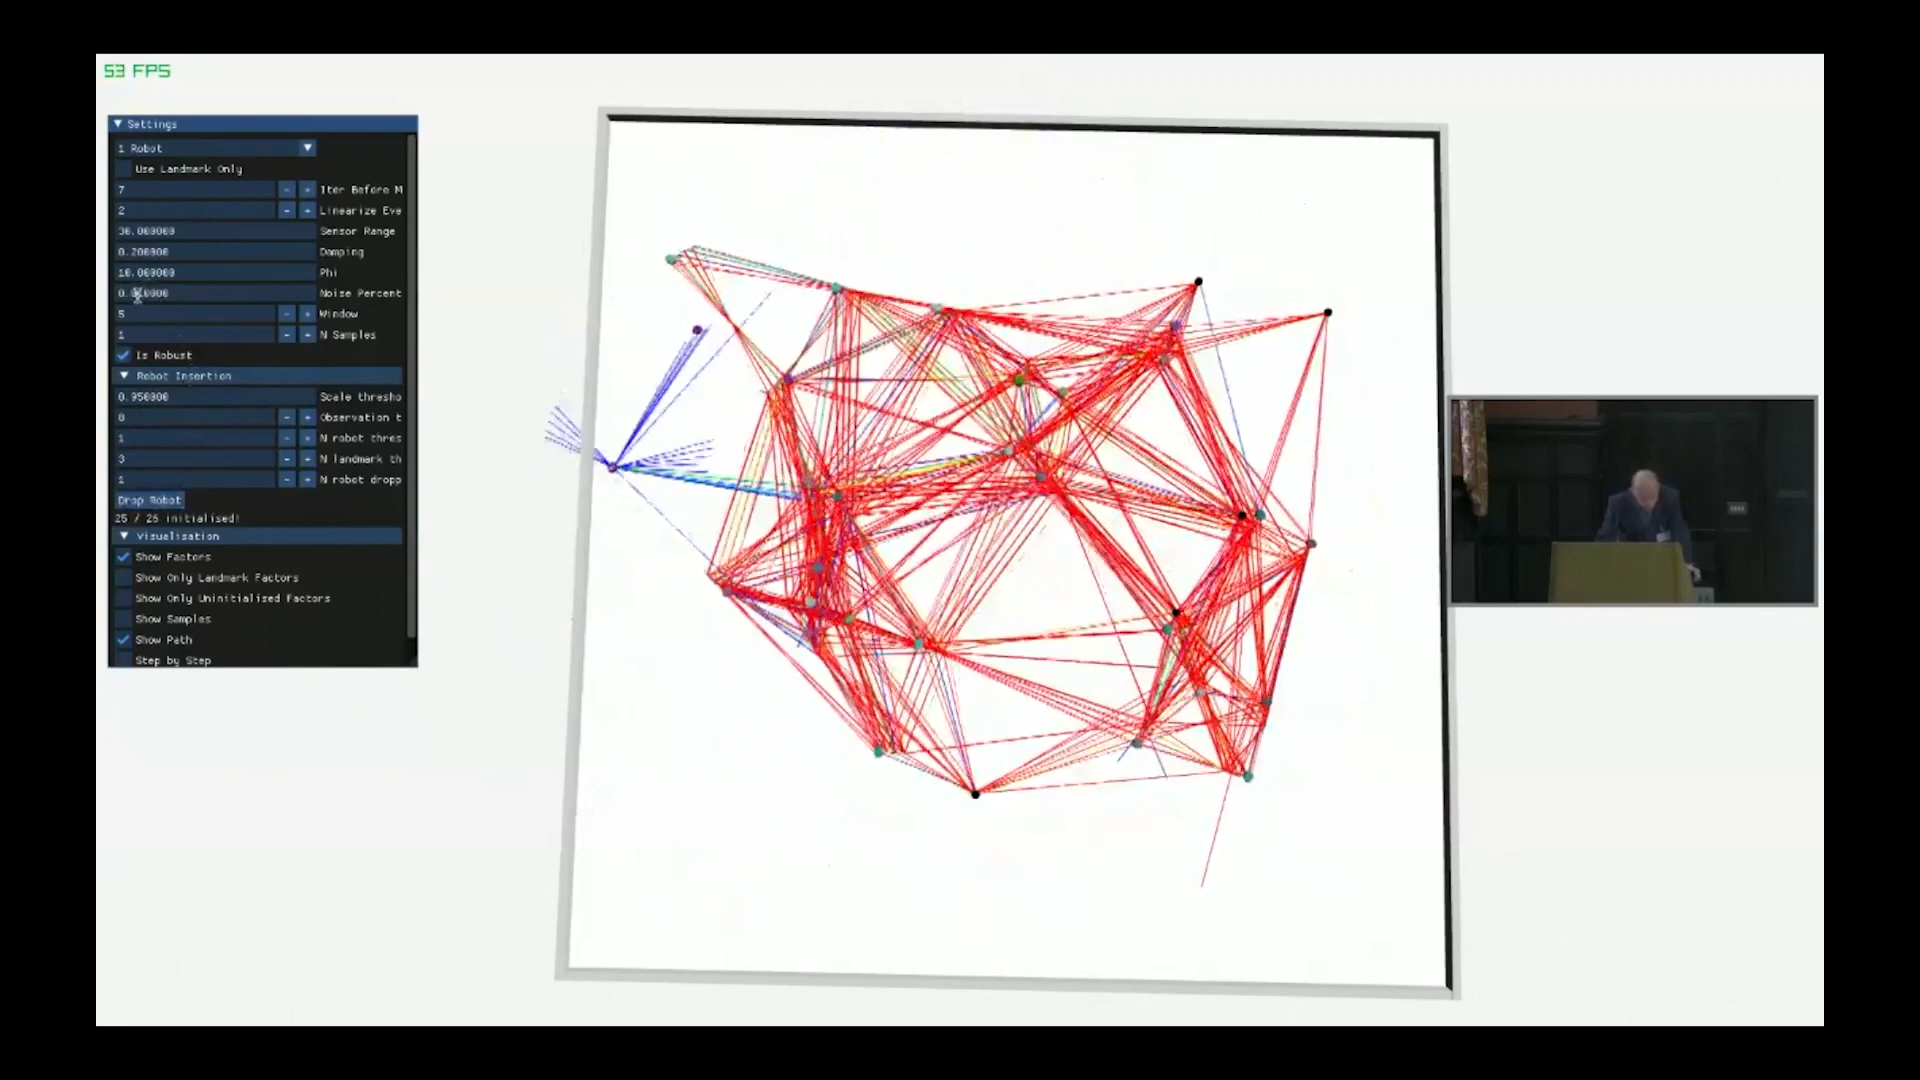 53 FPS
Settings
1 Robot
Use Landmark Only
7 - + Iter Before M
2 - + Linearize Eve
30.000000 Sensor Range
0.200000 Damping
10.000000 Phi
Noise Percent
5 - + Window
1 - + N Samples
Is Robust
Robot Insertion
0.950000 Scale thresho
0 - + Observation t
1 - + N robot thres
3 - + N landmark th
1 - + N robot dropp
Drop Robot
25 / 26 initialised!
Visualisation
Show Factors
Show Only Landmark Factors
Show Only Uninitialised Factors
Show Samples
Show Path
Step by Step